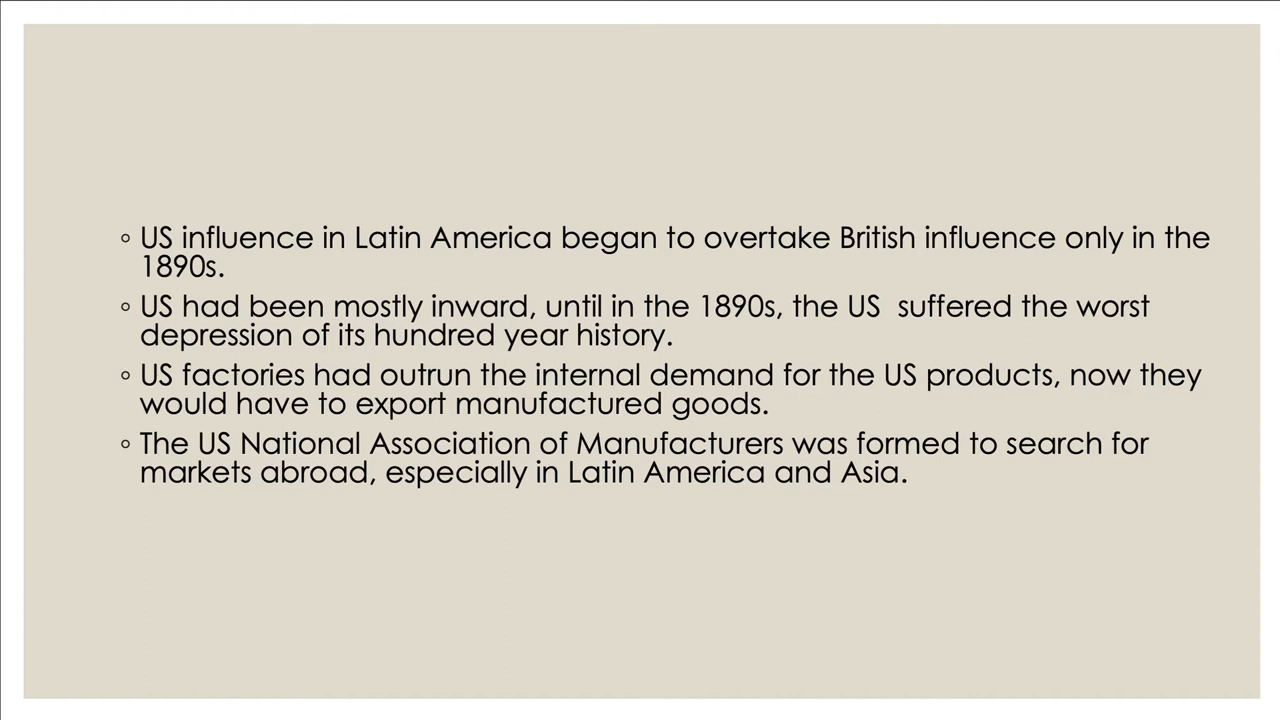 ◦ US influence in Latin America began to overtake British influence only in the
1890s.
◦ US had been mostly inward, until in the 1890s, the US  suffered the worst
depression of its hundred year history.
◦ US factories had outrun the internal demand for the US products, now they
would have to export manufactured goods.
◦ The US National Association of Manufacturers was formed to search for
markets abroad, especially in Latin America and Asia.